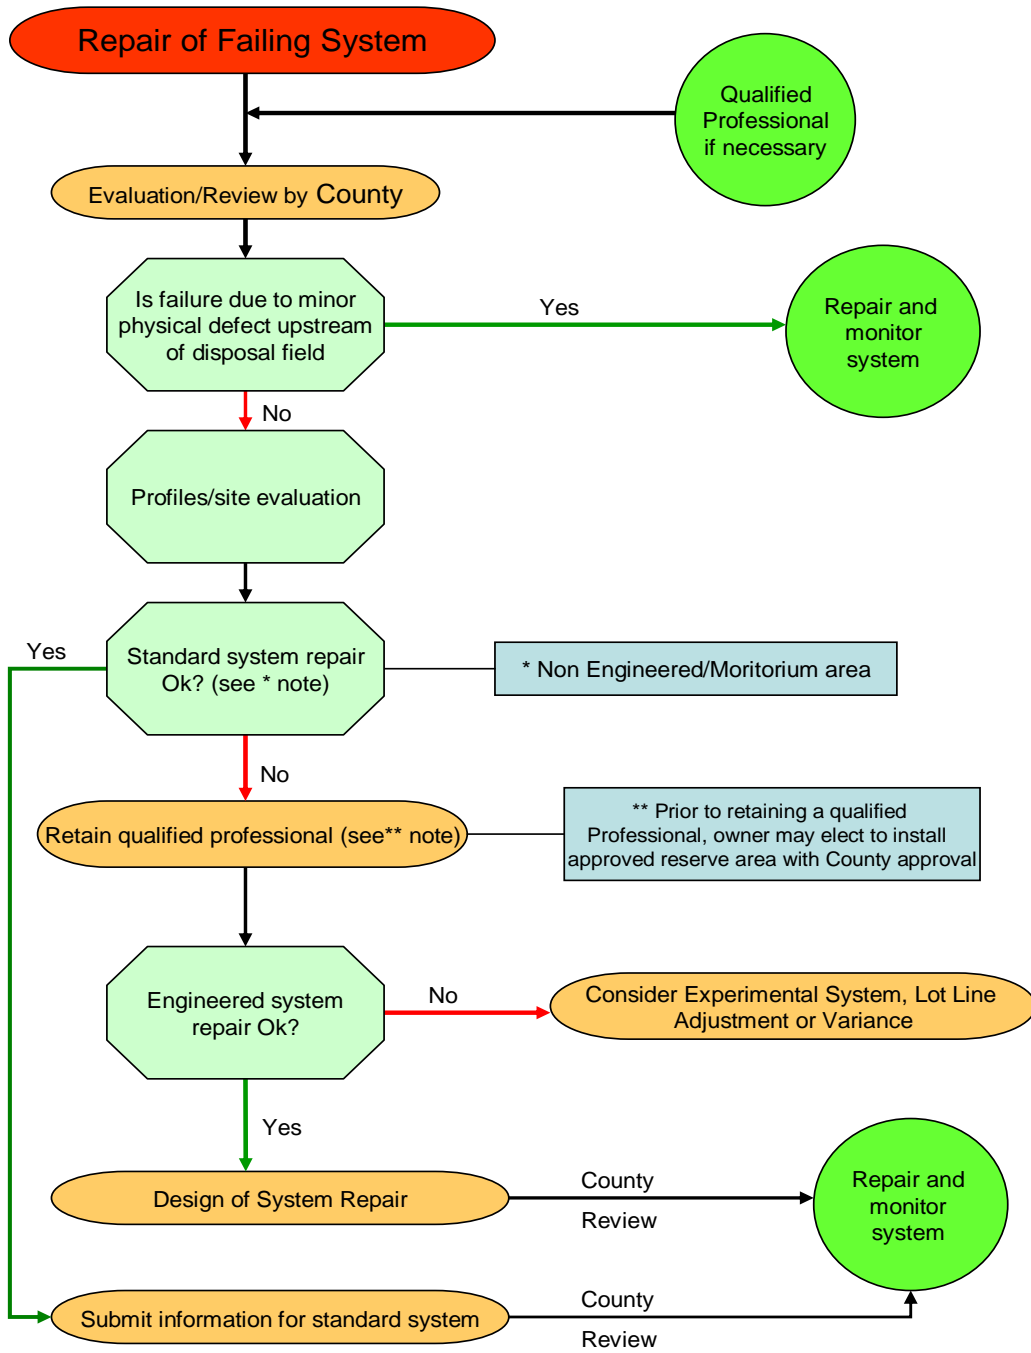 Repair of Failing System
Qualified
Professional
if necessary
Evaluation/Review by County
Is failure due to minor
physical defect upstream
of disposal field
Yes
Repair and
monitor
system
No
Profiles/site evaluation
Yes
Standard system repair
Ok? (see * note)
* Non Engineered/Moritorium area
No
Retain qualified professional (see** note)
** Prior to retaining a qualified
Professional, owner may elect to install
approved reserve area with County approval
Engineered system
repair Ok?
No
Consider Experimental System, Lot Line
Adjustment or Variance
Yes
Design of System Repair
County
Review
Repair and
monitor
system
Submit information for standard system
County
Review